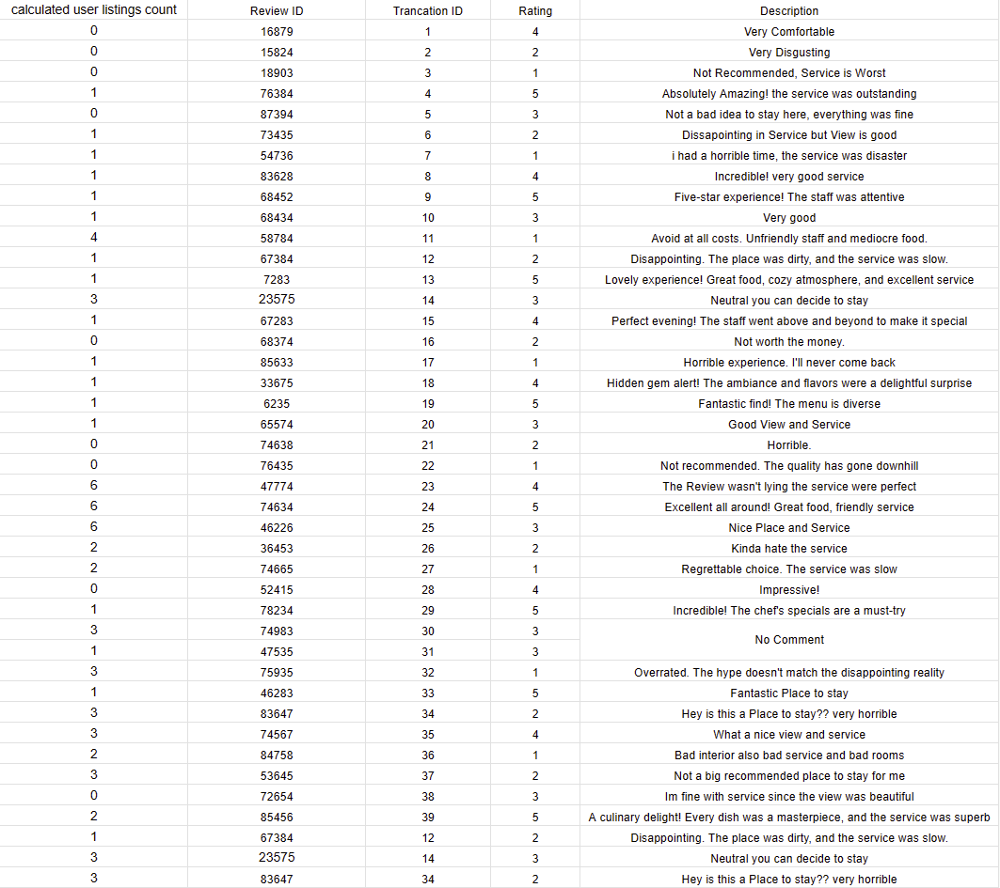 calculated user listings count Review ID Trancation ID Rating Description
0 16879 1 4 Very Comfortable
0 15824 2 2 Very Disgusting
0 18903 3 1 Not Recommended, Service is Worst
1 76384 4 5 Absolutely Amazing! the service was outstanding
0 87394 5 3 Not a bad idea to stay here, everything was fine
1 73435 6 2 Dissapointing in Service but View is good
1 54736 7 1 i had a horrible time, the service was disaster
1 83628 8 4 Incredible! very good service
1 68452 9 5 Five-star experience! The staff was attentive
1 68434 10 3 Very good
4 58784 11 1 Avoid at all costs. Unfriendly staff and mediocre food.
1 67384 12 2 Disappointing. The place was dirty, and the service was slow.
1 7283 13 5 Lovely experience! Great food, cozy atmosphere, and excellent service
3 23575 14 3 Neutral you can decide to stay
1 67283 15 4 Perfect evening! The staff went above and beyond to make it special
0 68374 16 2 Not worth the money.
1 85633 17 1 Horrible experience. I'll never come back
1 33675 18 4 Hidden gem alert! The ambiance and flavors were a delightful surprise
1 6235 19 5 Fantastic find! The menu is diverse
1 65574 20 3 Good View and Service
0 74638 21 2 Horrible.
0 76435 22 1 Not recommended. The quality has gone downhill
6 47774 23 4 The Review wasn't lying the service were perfect
6 74634 24 5 Excellent all around! Great food, friendly service
6 46226 25 3 Nice Place and Service
2 36453 26 2 Kinda hate the service
2 74665 27 1 Regrettable choice. The service was slow
0 52415 28 4 Impressive!
1 78234 29 5 Incredible! The chef's specials are a must-try
3 74983 30 3
No Comment
1 47535 31 3
3 75935 32 1 Overrated. The hype doesn't match the disappointing reality
1 46283 33 5 Fantastic Place to stay
3 83647 34 2 Hey is this a Place to stay?? very horrible
3 74567 35 4 What a nice view and service
2 84758 36 1 Bad interior also bad service and bad rooms
3 53645 37 2 Not a big recommended place to stay for me
0 72654 38 3 Im fine with service since the view was beautiful
2 85456 39 5 A culinary delight! Every dish was a masterpiece, and the service was superb
1 67384 12 2 Disappointing. The place was dirty, and the service was slow.
3 23575 14 3 Neutral you can decide to stay
3 83647 34 2 Hey is this a Place to stay?? very horrible